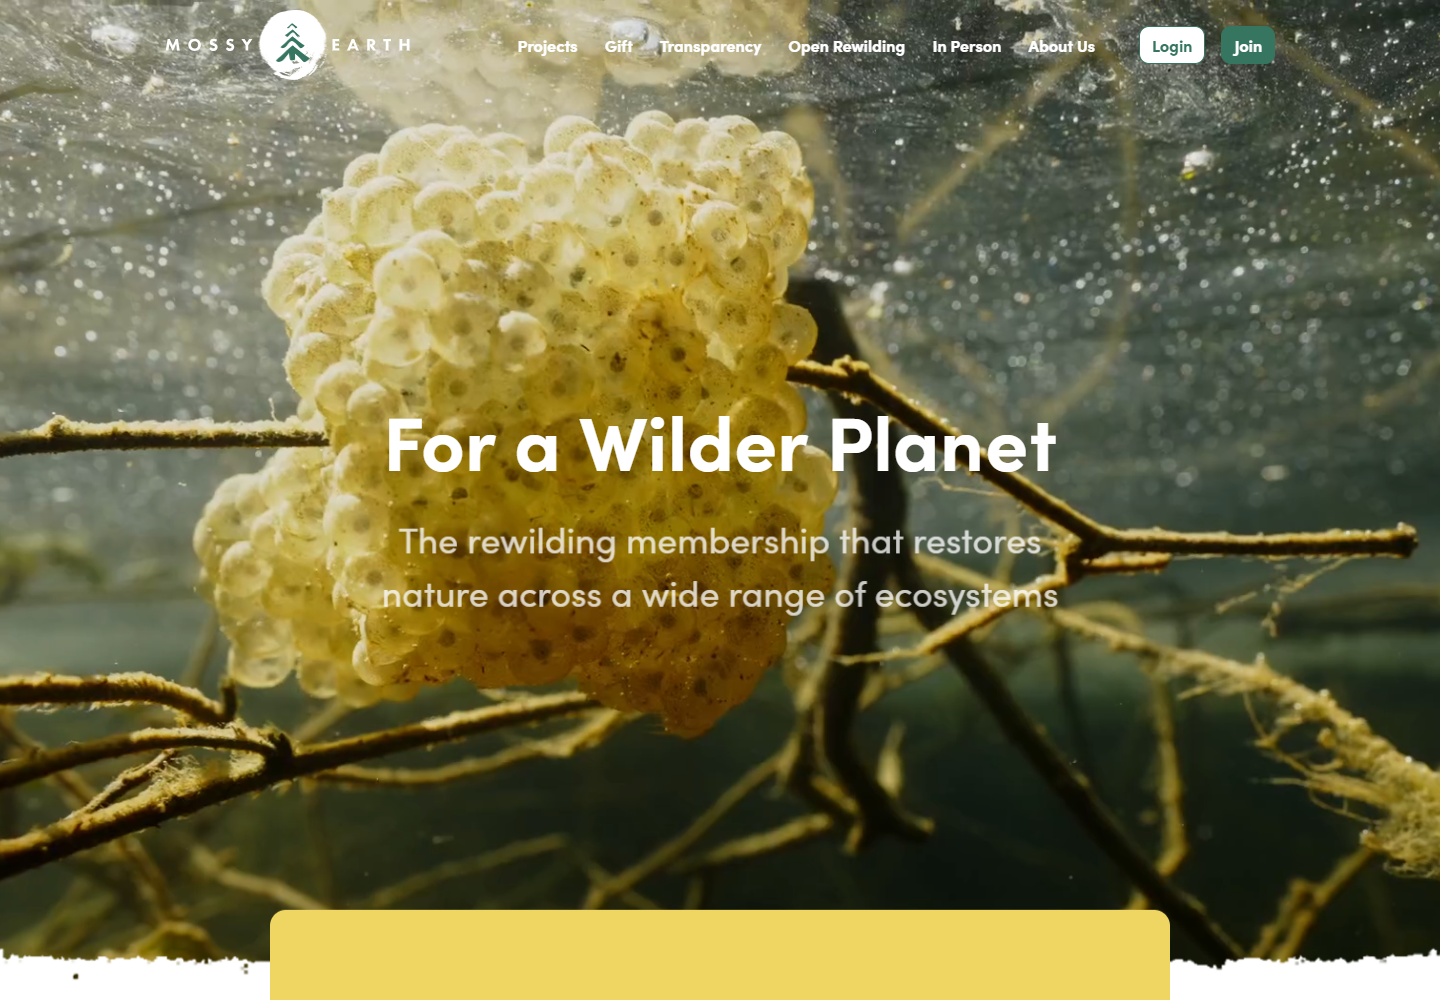 MOSSY EARTH
Projects Gift Transparency Open Rewilding In Person About Us Login Join
For a Wilder Planet
The rewilding membership that restores
nature across a wide range of ecosystems